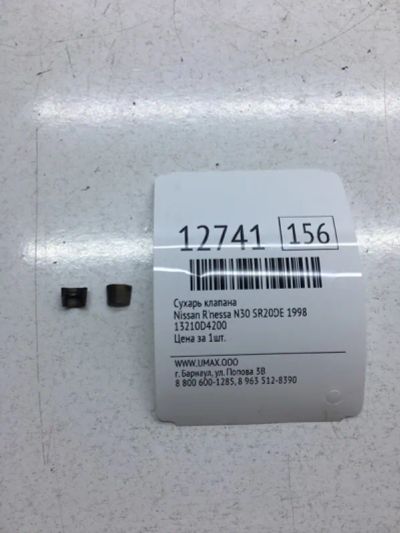 12741 156
Сухарь клапана
Nissan R'nessa N30 SR20DE 1998
13210D4200
Цена за 1шт.
WWW.UMAX.OOO
г. Барнаул, ул. Попова 3В
8 800 600-1285, 8 963 512-8390